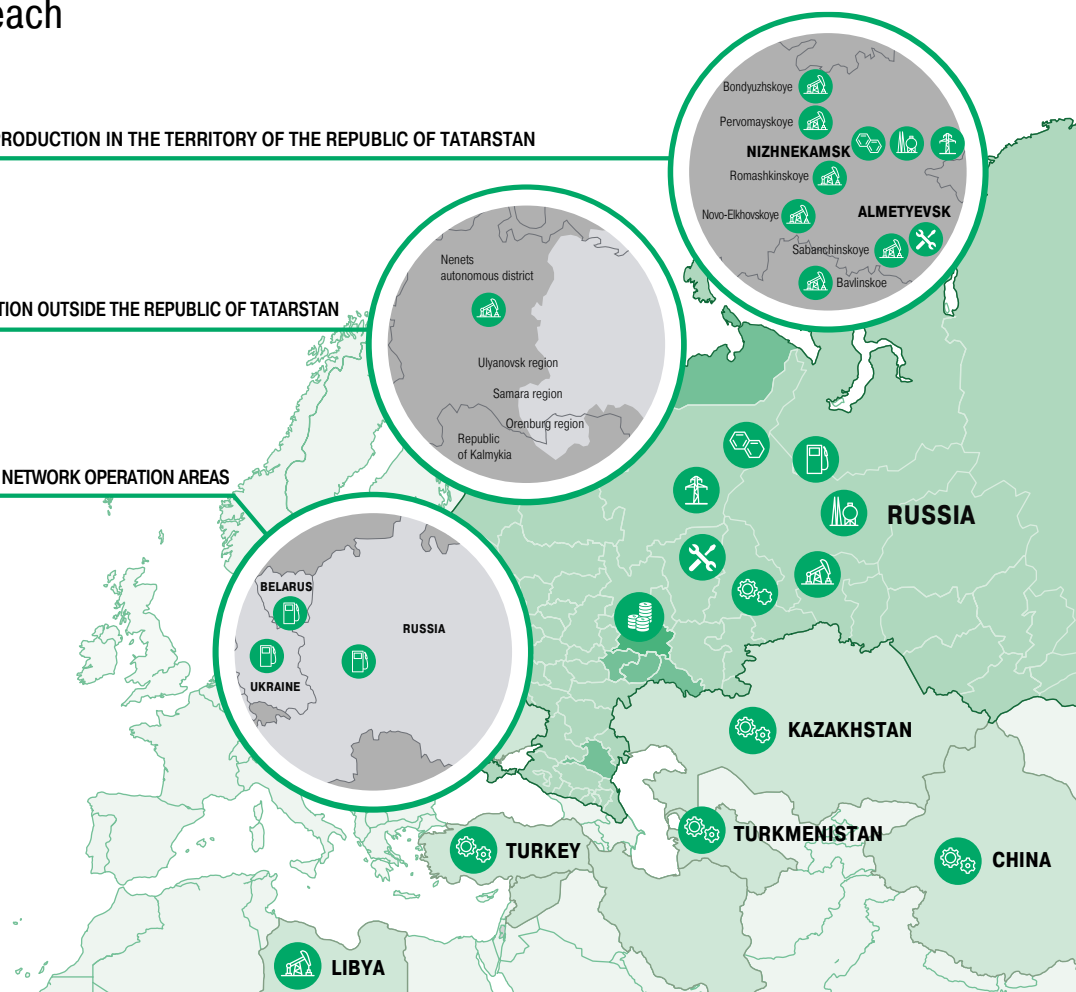 each
RODUCTION IN THE TERRITORY OF THE REPUBLIC OF TATARSTAN
Bondyuzhskoye
Pervomayskoye
NIZHNEKAMSK
Romashkinskoye
Novo-Elkhovskoye
ALMETYEVSK
Sabanchinskoye
Bavlinskoe
TION OUTSIDE THE REPUBLIC OF TATARSTAN
Nenets
autonomous district
Ulyanovsk region
Samara region
Orenburg region
Republic
of Kalmykia
NETWORK OPERATION AREAS
BELARUS
RUSSIA
UKRAINE
RUSSIA
KAZAKHSTAN
TURKMENISTAN
TURKEY
CHINA
LIBYA